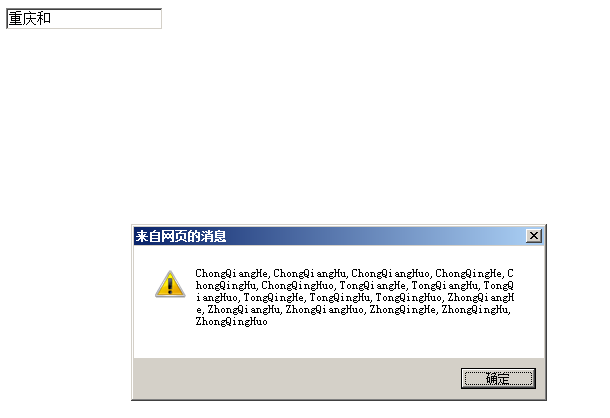 重庆和
来自网页的消息
ChongQiangHe, ChongQiangHu, ChongQiangHuo, ChongQingHe, C
hongQingHu, ChongQingHuo, TongQiangHe, TongQiangHu, TongQ
iangHuo, TongQingHe, TongQingHu, TongQingHuo, ZhongQiangH
e, ZhongQiangHu, ZhongQiangHuo, ZhongQingHe, ZhongQingHu,
ZhongQingHuo
确定